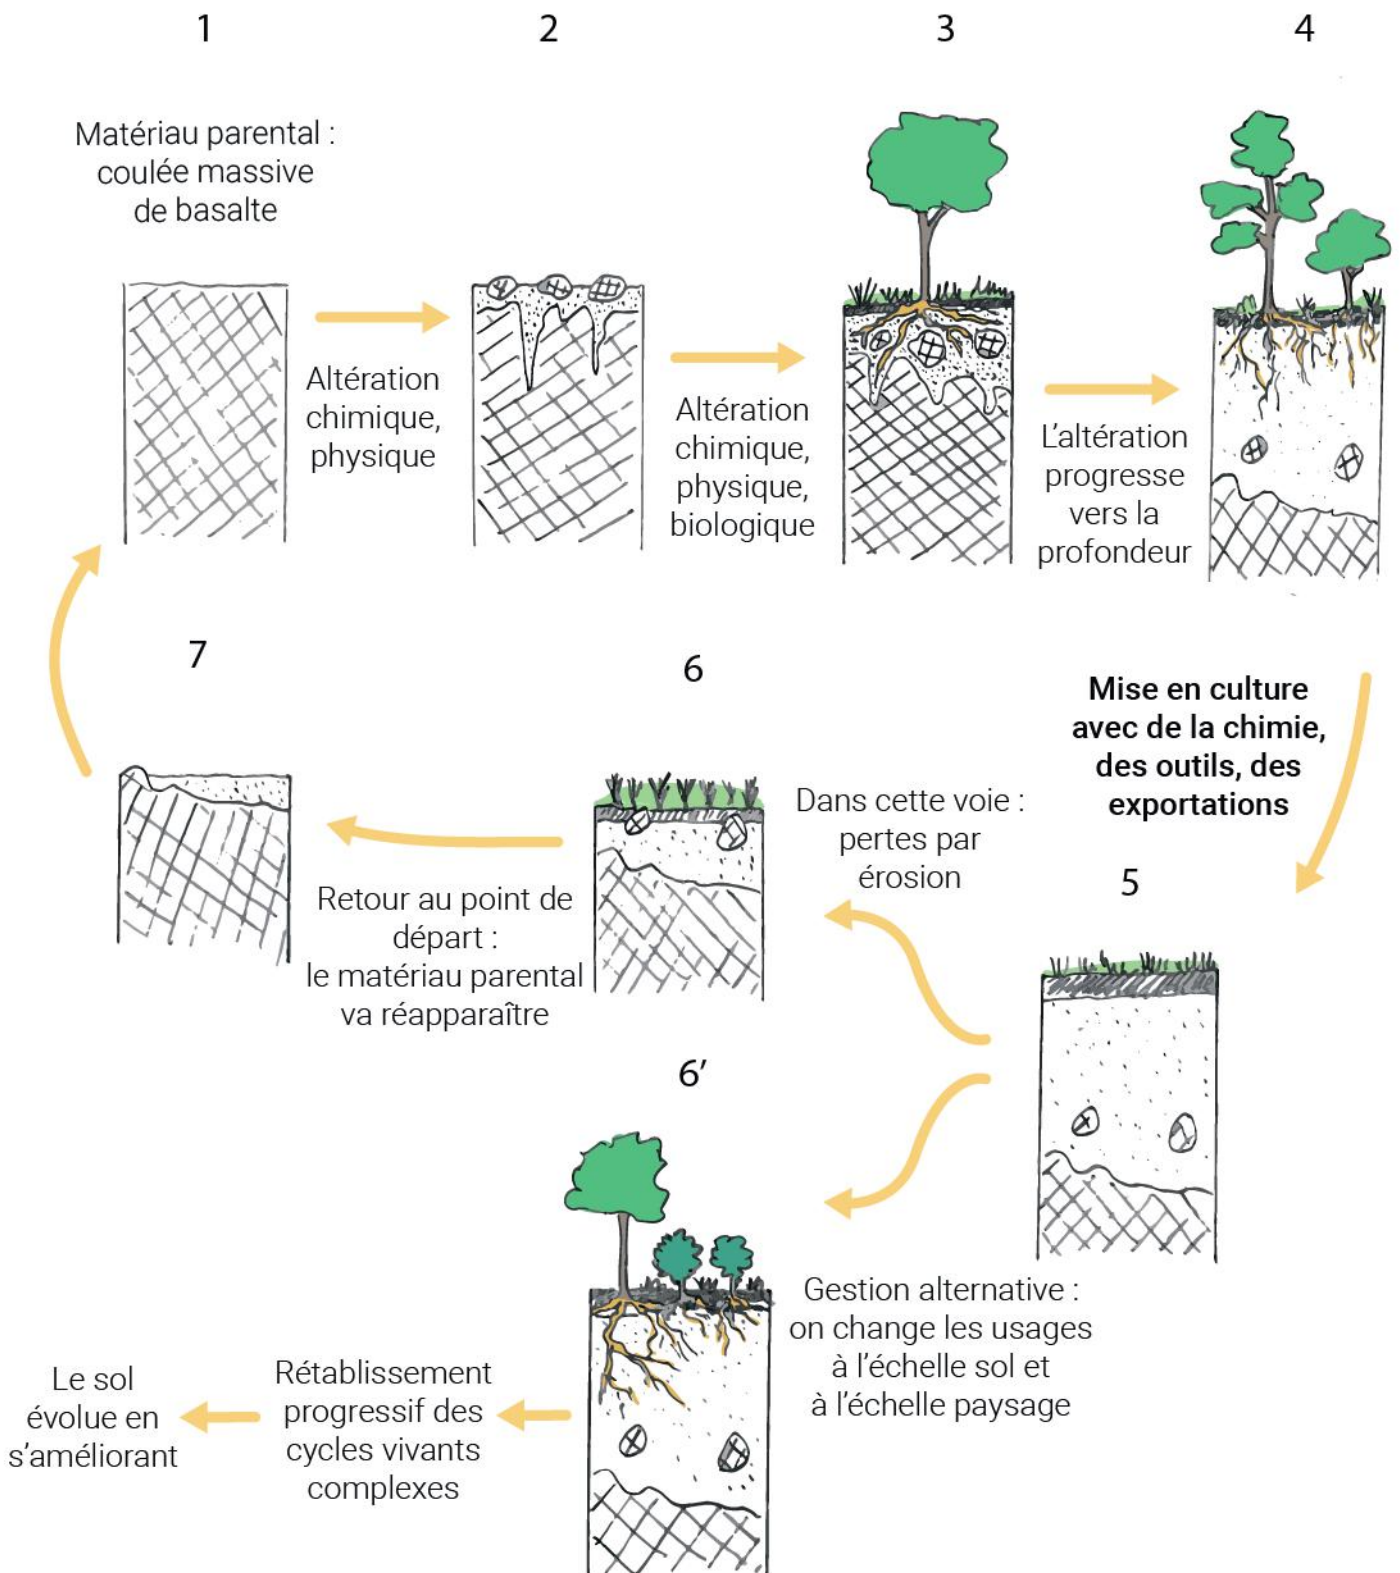 1
2
3
4
Matériau parental :
coulée massive
de basalte
Altération
chimique,
physique
Altération
chimique,
physique,
biologique
L'altération
progresse
vers la
profondeur
Mise en culture
avec de la chimie,
des outils, des
exportations
5
Dans cette voie :
pertes par
érosion
6
Retour au point de
départ :
le matériau parental
va réapparaître
7
6’
Gestion alternative :
on change les usages
à l'échelle sol et
à l'échelle paysage
Rétablissement
progressif des
cycles vivants
complexes
Le sol
évolue en
s'améliorant